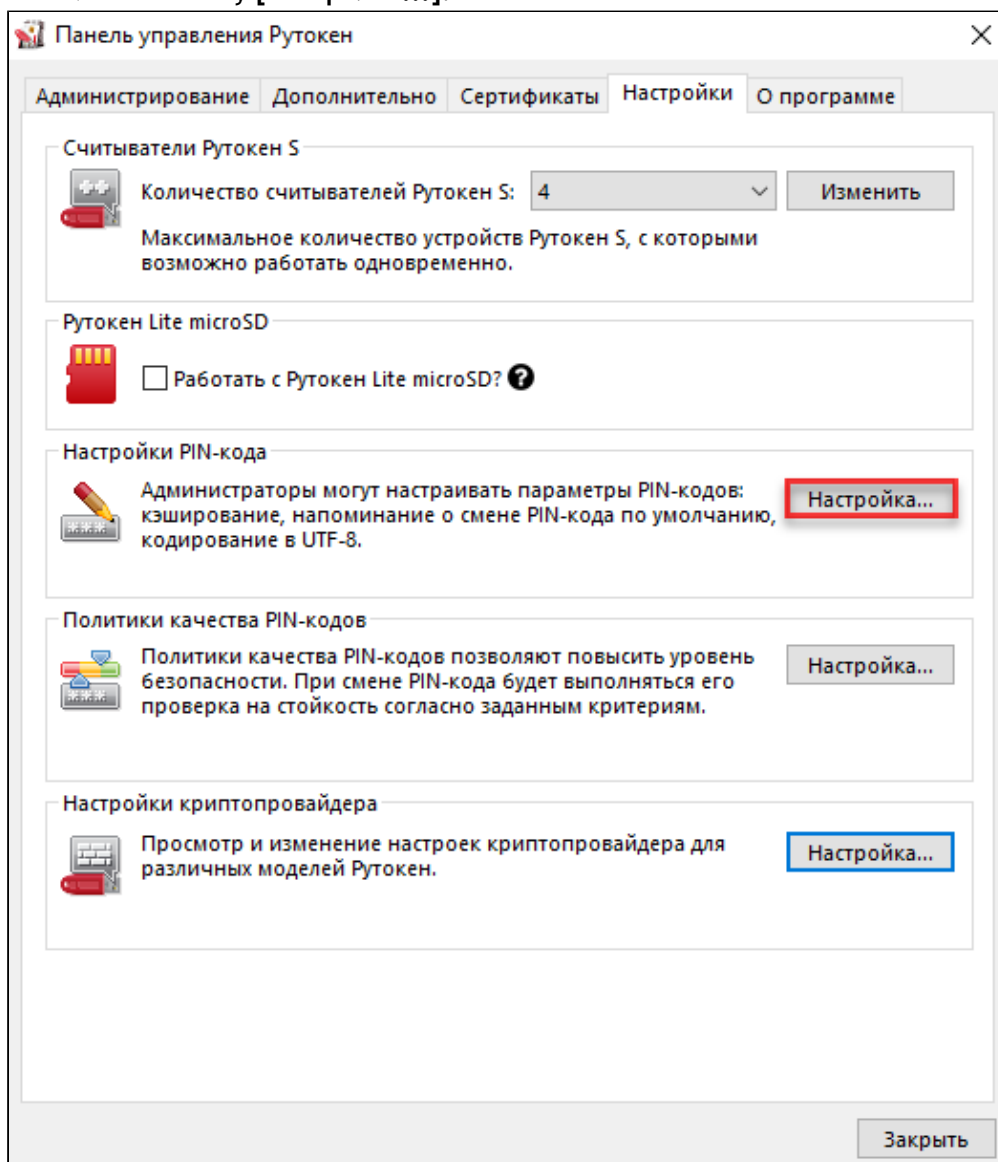 Панель управления Рутокен
Администрирование Дополнительно Сертификаты Настройки О программе
Считыватели Рутокен S
Количество считывателей Рутокен S: 4 Изменить
Максимальное количество устройств Рутокен S, с которыми
возможно работать одновременно.
Рутокен Lite microSD
Работать с Рутокен Lite microSD? ?
Настройки PIN-кода
Администраторы могут настраивать параметры PIN-кодов:
кэширование, напоминание о смене PIN-кода по умолчанию,
кодирование в UTF-8.
Настройка...
Политики качества PIN-кодов
Политики качества PIN-кодов позволяют повысить уровень
безопасности. При смене PIN-кода будет выполняться его
проверка на стойкость согласно заданным критериям.
Настройка...
Настройки криптопровайдера
Просмотр и изменение настроек криптопровайдера для
различных моделей Рутокен.
Настройка...
Закрыть